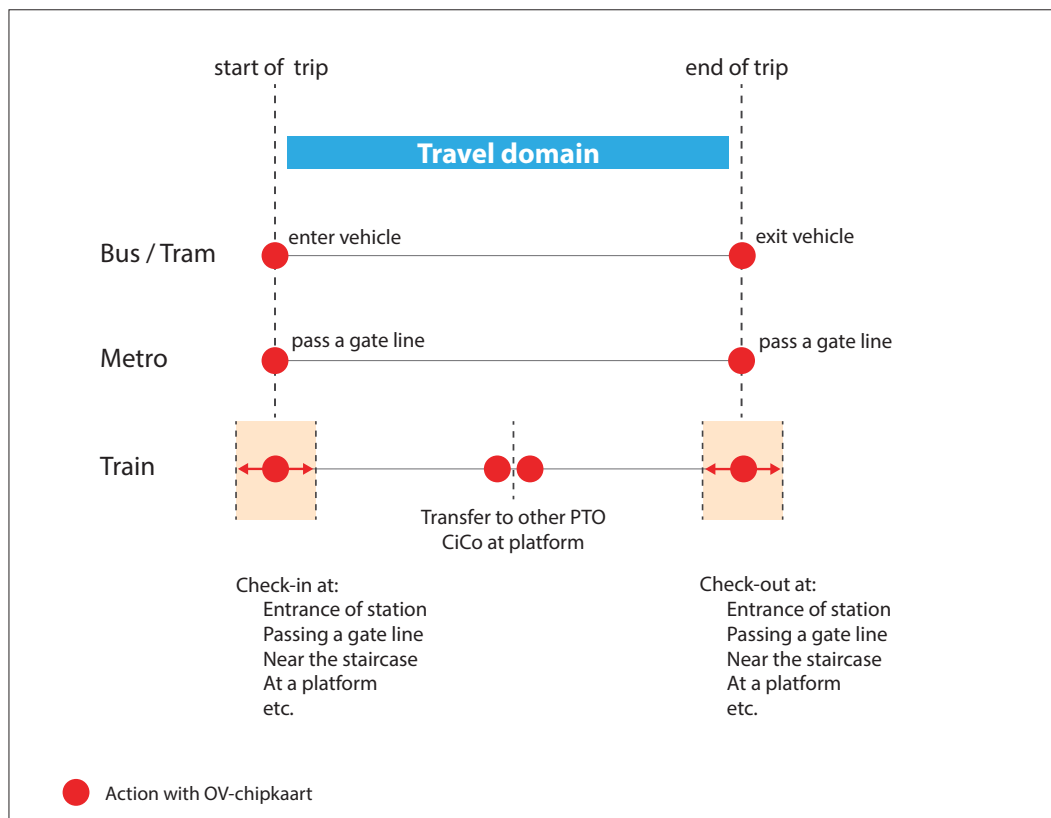 start of trip
end of trip
Travel domain
Bus / Tram
enter vehicle
exit vehicle
Metro
pass a gate line
pass a gate line
Train
Transfer to other PTO
CiCo at platform
Check-in at:
Entrance of station
Passing a gate line
Near the staircase
At a platform
etc.
Check-out at:
Entrance of station
Passing a gate line
Near the staircase
At a platform
etc.
Action with OV-chipkaart